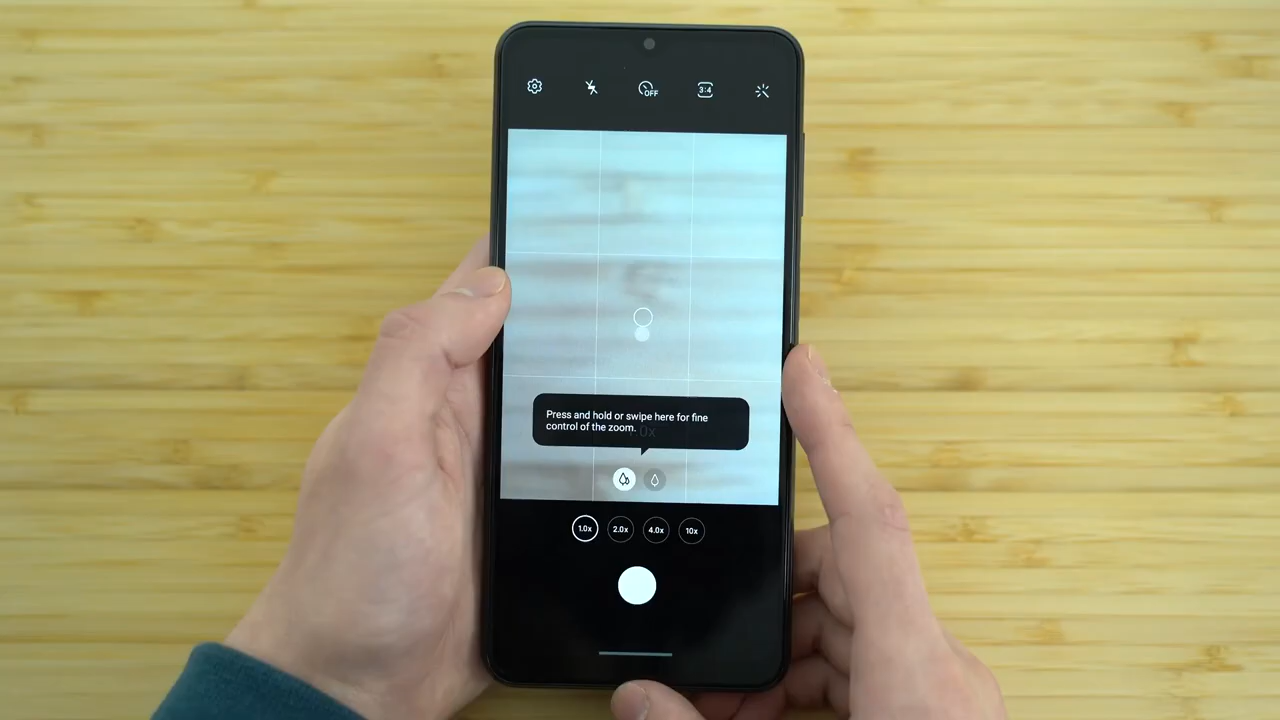 OFF
3:4
Press and hold or swipe here for fine
control of the zoom.
1.0x
2.0x
4.0x
10x